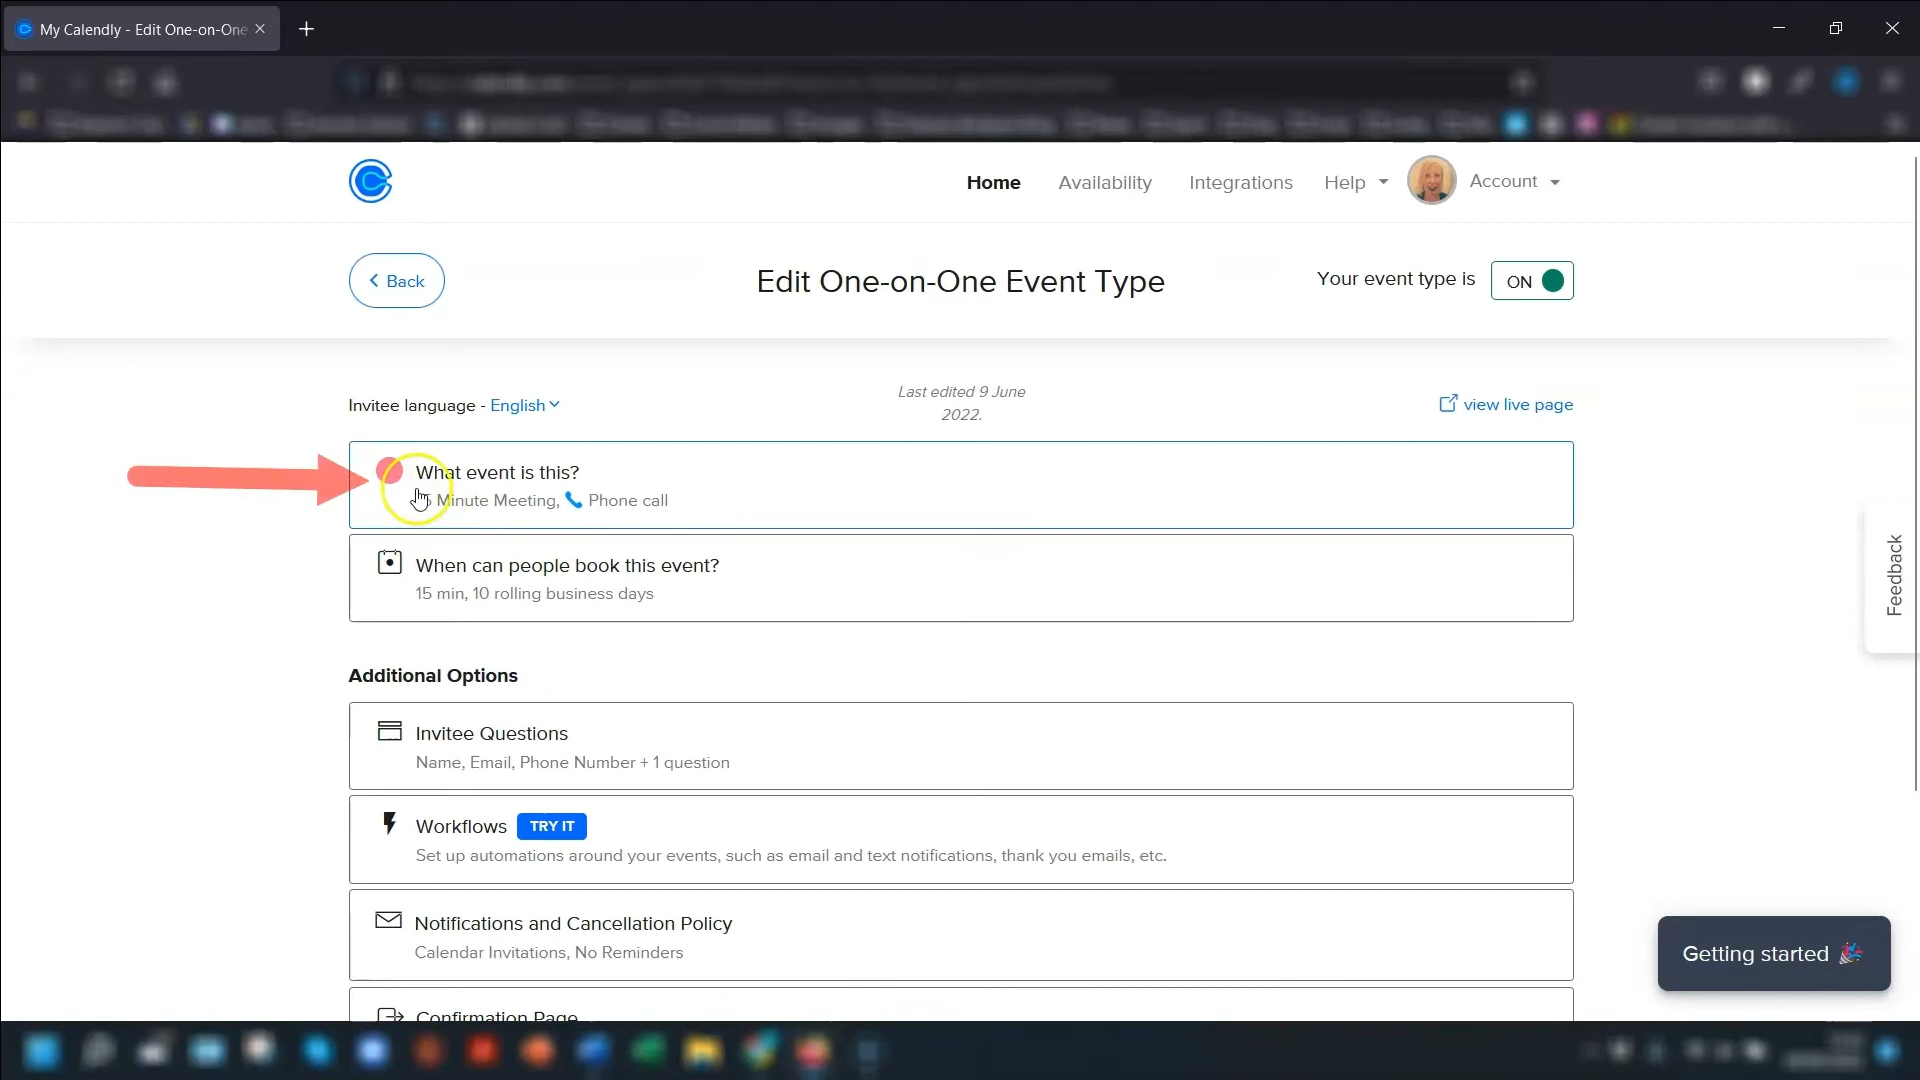 My Calendly - Edit One-on-One
Home
Availability
Integrations
Help
Account
Back
Edit One-on-One Event Type
Your event type is
ON
Invitee language - English
Last edited 9 June
2022.
view live page
What event is this?
Minute Meeting, Phone call
When can people book this event?
15 min, 10 rolling business days
Feedback
Additional Options
Invitee Questions
Name, Email, Phone Number + 1 question
Workflows TRY IT
Set up automations around your events, such as email and text notifications, thank you emails, etc.
Notifications and Cancellation Policy
Calendar Invitations, No Reminders
Getting started
Confirmation Page